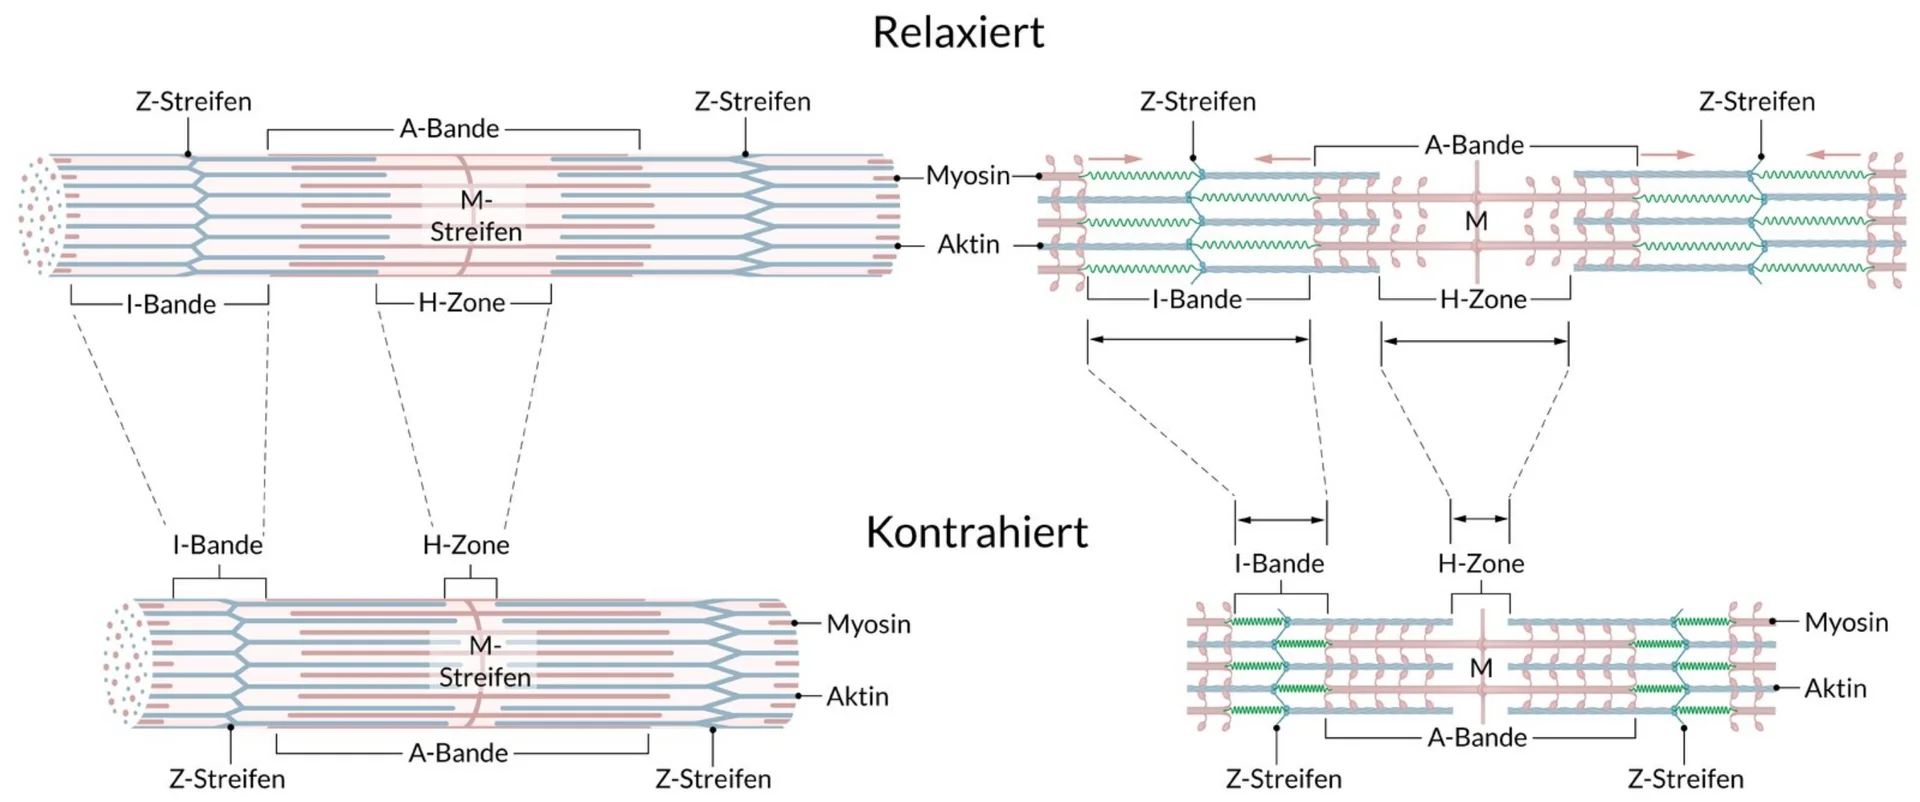 Relaxiert
Z-Streifen
Z-Streifen
A-Bande
M-
Streifen
I-Bande
H-Zone
Myosin
Aktin
Z-Streifen
Z-Streifen
A-Bande
M
I-Bande
H-Zone
Kontrahiert
I-Bande
H-Zone
M-
Streifen
Myosin
Aktin
A-Bande
Z-Streifen
Z-Streifen
I-Bande
H-Zone
Myosin
M
Aktin
A-Bande
Z-Streifen
Z-Streifen